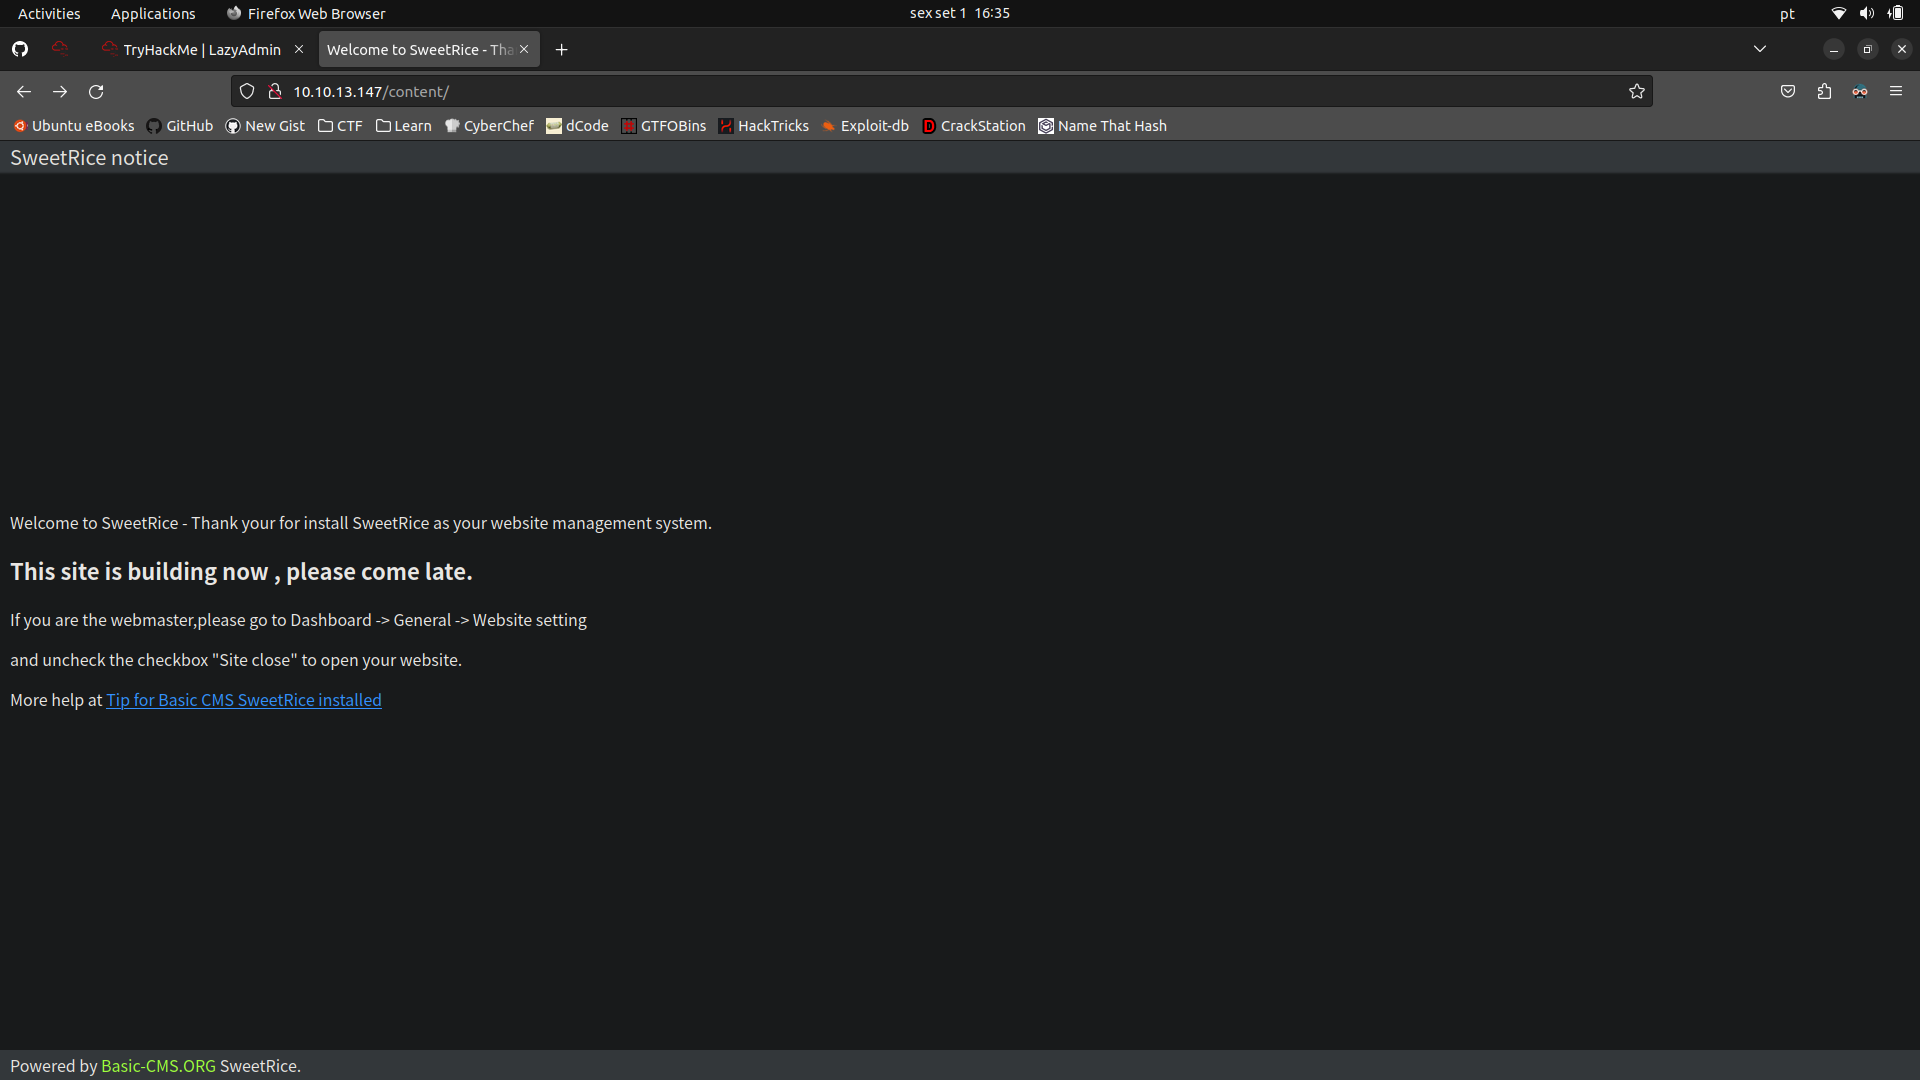 Activities Applications Firefox Web Browser sex set 1 16:35 pt
TryHackMe | LazyAdmin Welcome to SweetRice - Tha
10.10.13.147/content/
Ubuntu eBooks GitHub New Gist CTF Learn CyberChef dCode GTFOBins HackTricks Exploit-db CrackStation Name That Hash
SweetRice notice
Welcome to SweetRice - Thank your for install SweetRice as your website management system.
This site is building now , please come late.
If you are the webmaster,please go to Dashboard -> General -> Website setting
and uncheck the checkbox "Site close" to open your website.
More help at Tip for Basic CMS SweetRice installed
Powered by Basic-CMS.ORG SweetRice.